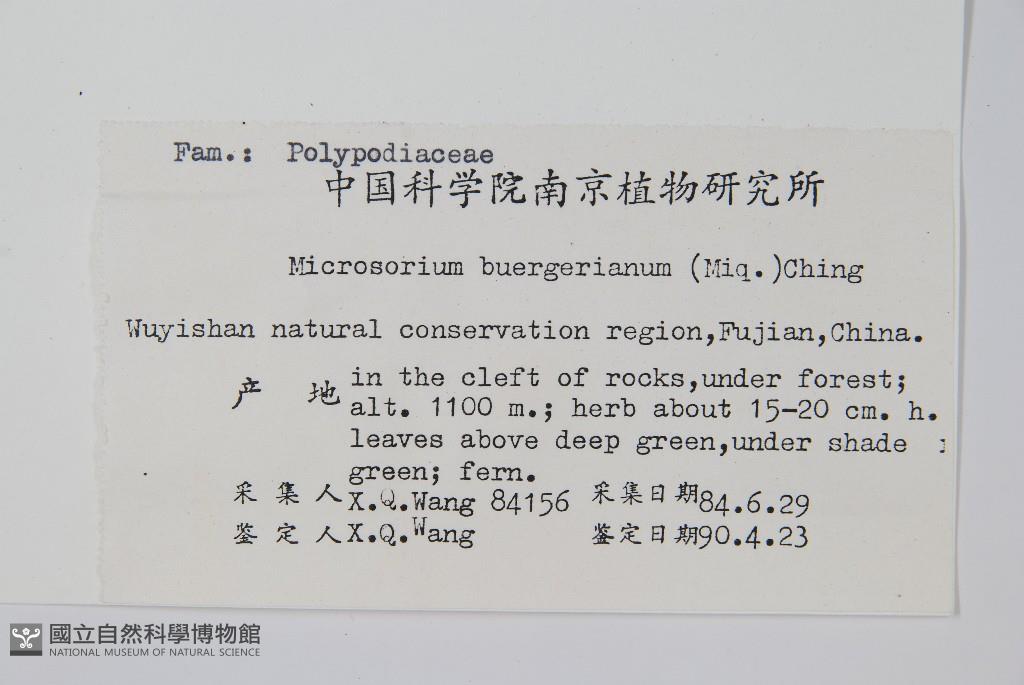 Fam.: Polypodiaceae
中国科学院南京植物研究所
Microsorium buergerianum (Miq.)Ching
Wuyishan natural conservation region,Fujian,China.
产 地 in the cleft of rocks,under forest;
alt. 1100 m.; herb about 15-20 cm. h.
leaves above deep green,under shade
green; fern.
采 集 人 X.Q.Wang 84156 采集日期 84.6.29
鉴 定 人 X.Q.Wang 鉴定日期 90.4.23
國立自然科學博物館
NATIONAL MUSEUM OF NATURAL SCIENCE